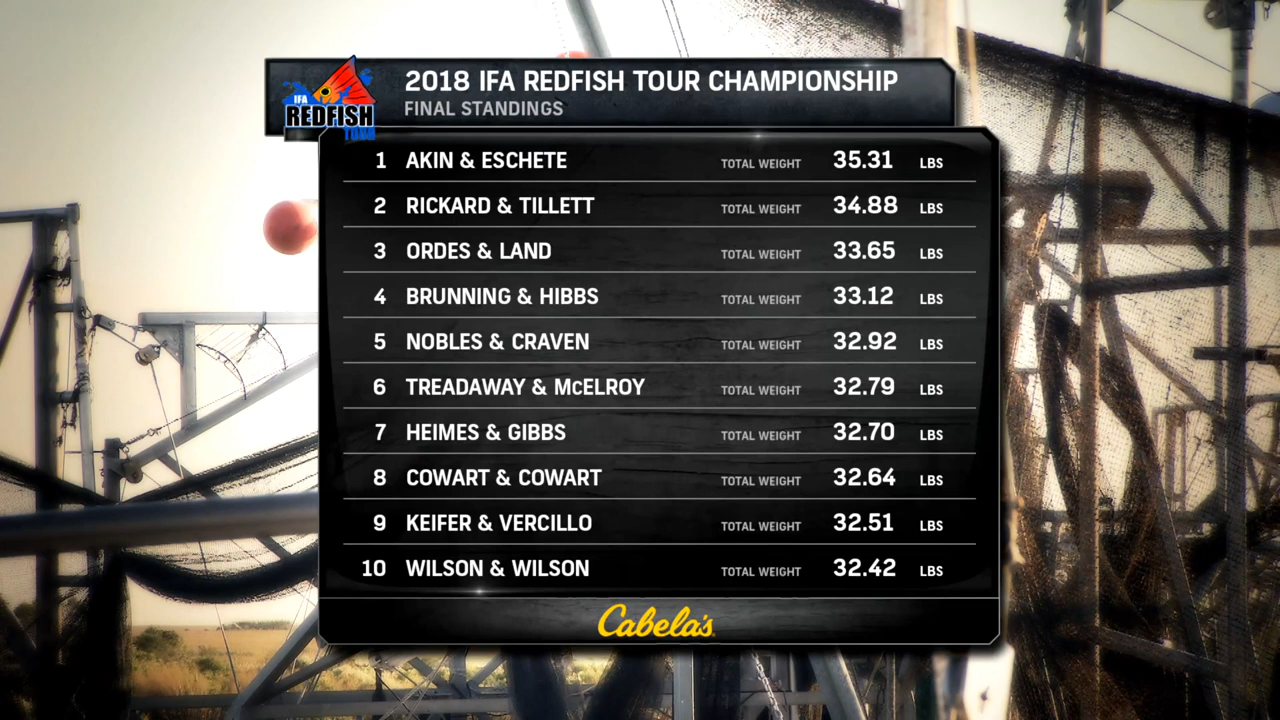 IFA
REDFISH
TOUR
2018 IFA REDFISH TOUR CHAMPIONSHIP
FINAL STANDINGS
1 AKIN & ESCHETE TOTAL WEIGHT 35.31 LBS
2 RICKARD & TILLETT TOTAL WEIGHT 34.88 LBS
3 ORDES & LAND TOTAL WEIGHT 33.65 LBS
4 BRUNNING & HIBBS TOTAL WEIGHT 33.12 LBS
5 NOBLES & CRAVEN TOTAL WEIGHT 32.92 LBS
6 TREADAWAY & McELROY TOTAL WEIGHT 32.79 LBS
7 HEIMES & GIBBS TOTAL WEIGHT 32.70 LBS
8 COWART & COWART TOTAL WEIGHT 32.64 LBS
9 KEIFER & VERCILLO TOTAL WEIGHT 32.51 LBS
10 WILSON & WILSON TOTAL WEIGHT 32.42 LBS
Cabela's